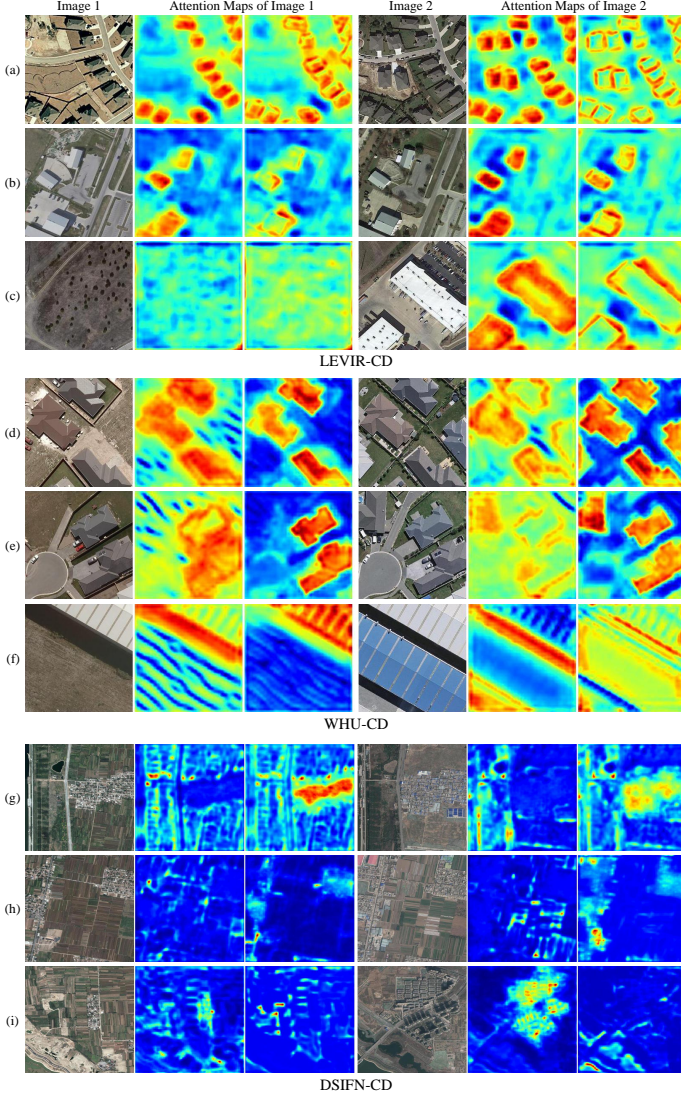 Image 1 Attention Maps of Image 1 Image 2 Attention Maps of Image 2
(a)
(b)
(c)
LEVIR-CD
(d)
(e)
(f)
WHU-CD
(g)
(h)
(i)
DSIFN-CD